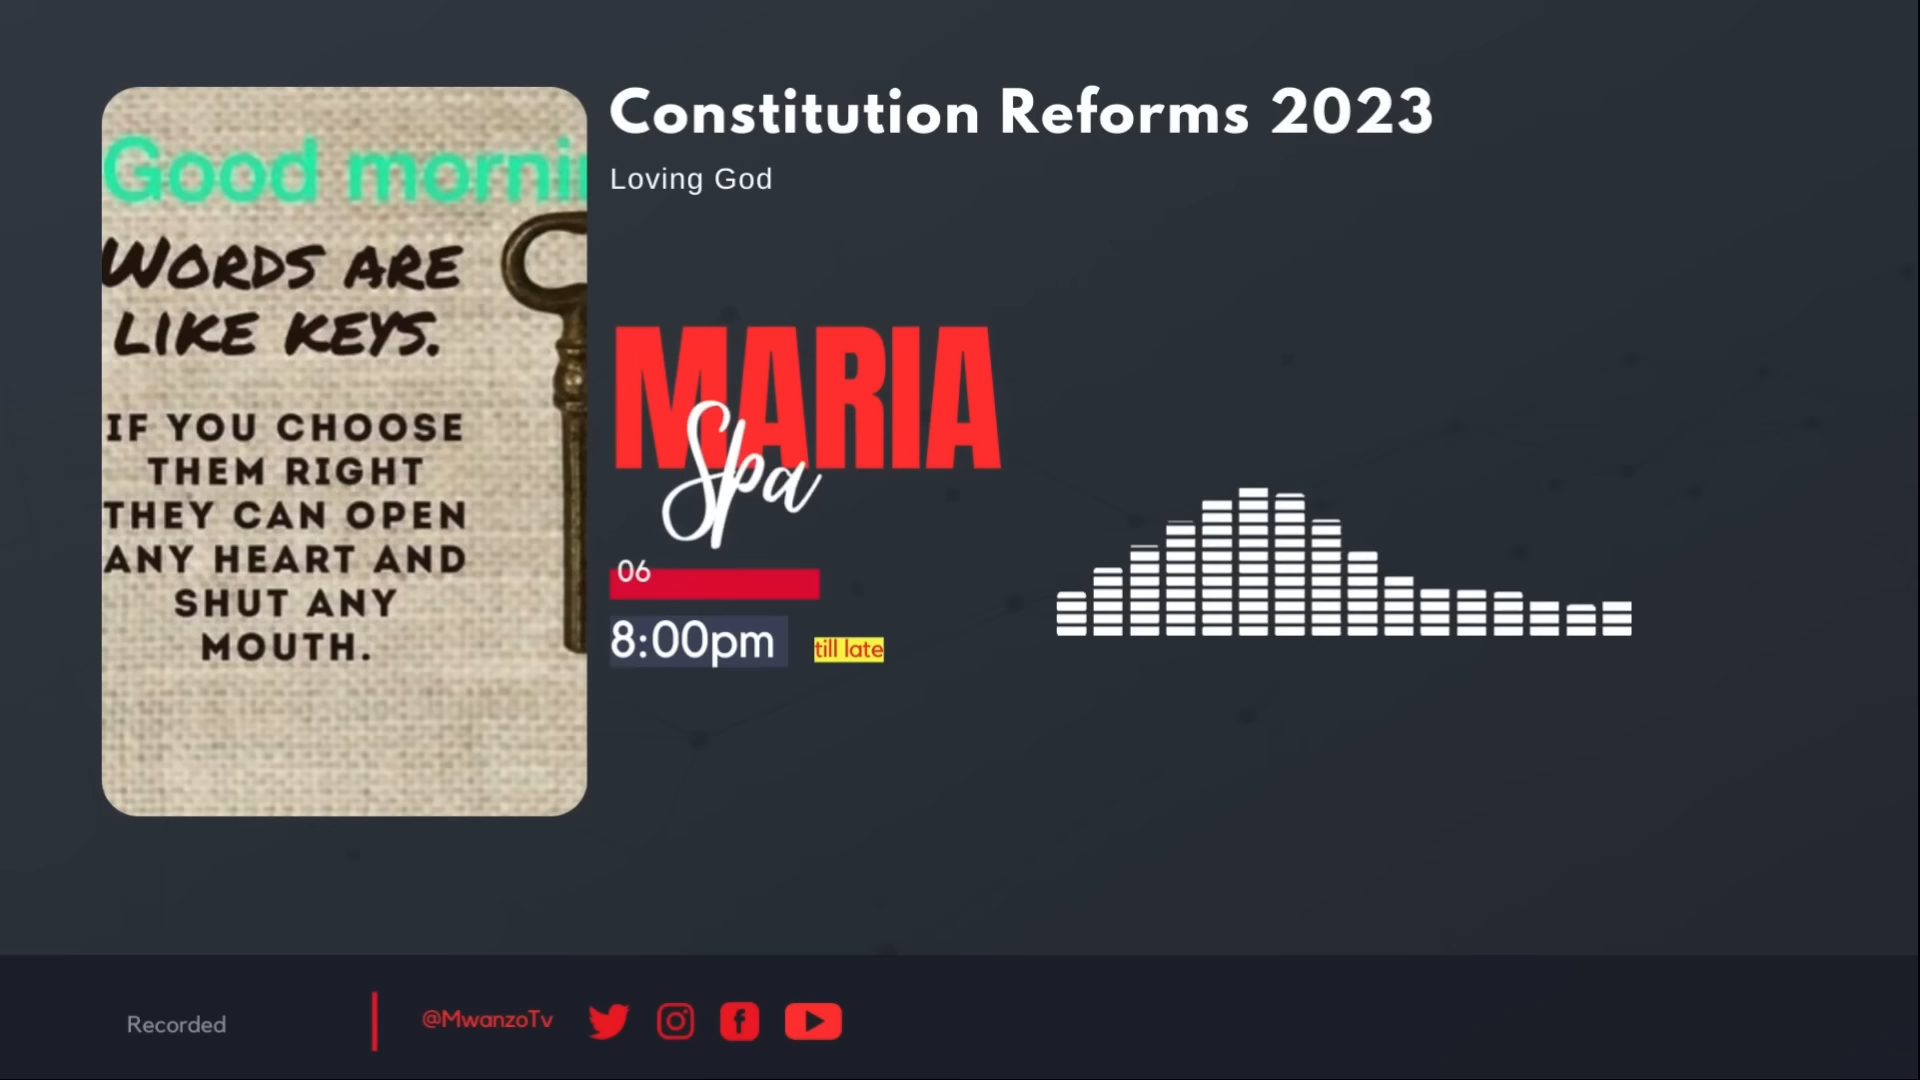 Good mornin
WORDS ARE
LIKE KEYS.
IF YOU CHOOSE
THEM RIGHT
THEY CAN OPEN
ANY HEART AND
SHUT ANY
MOUTH.
Constitution Reforms 2023
Loving God
MARIA
Spa
06
8:00pm till late
Recorded
@MwanzoTv